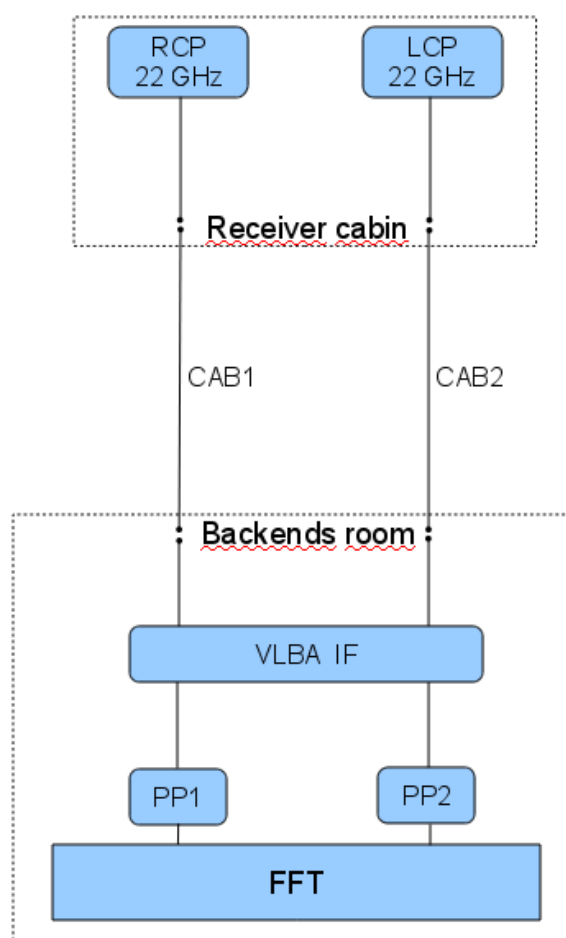 RCP
22 GHz
LCP
22 GHz
Receiver cabin
CAB1
CAB2
Backends room
VLBA IF
PP1
PP2
FFT